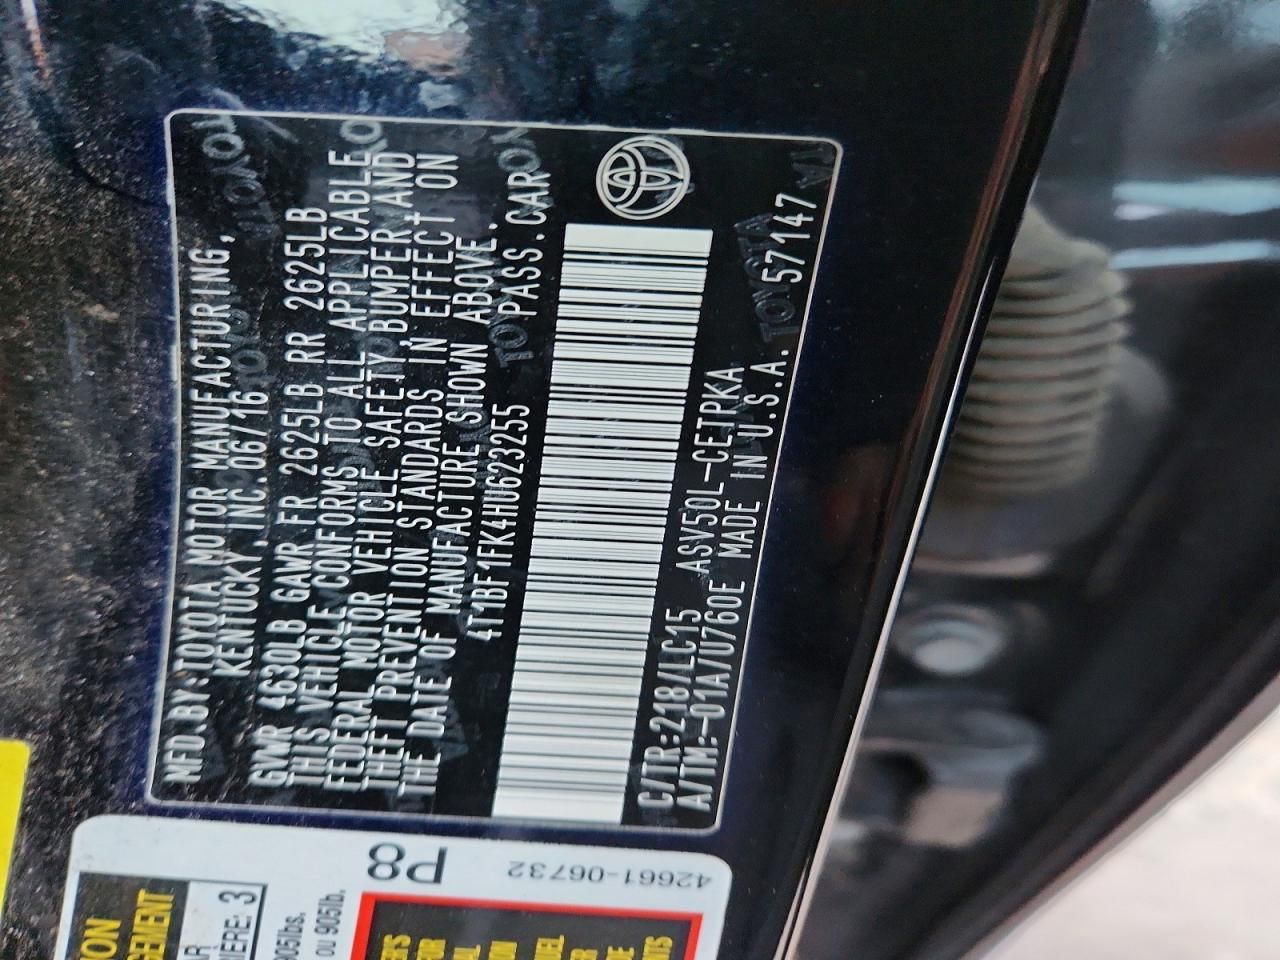 MFD.BY:TOYOTA MOTOR MANUFACTURING,
KENTUCKY,INC.06/16
GVWR 4630LB GAWR FR 2625LB RR 2625LB
THIS VEHICLE CONFORMS TO ALL APPLICABLE
FEDERAL MOTOR VEHICLE SAFETY,BUMPER,AND
THEFT PREVENTION STANDARDS IN EFFECT ON
THE DATE OF MANUFACTURE SHOWN ABOVE.
4T1BF1FK4HU623255 PASS.CAR
C/TR:218/LC15 ASV50L-CETPKA
A/TM:-01A/U760E MADE IN U.S.A. 57147
P8
42661-06732
905lbs.
OU 905lb.